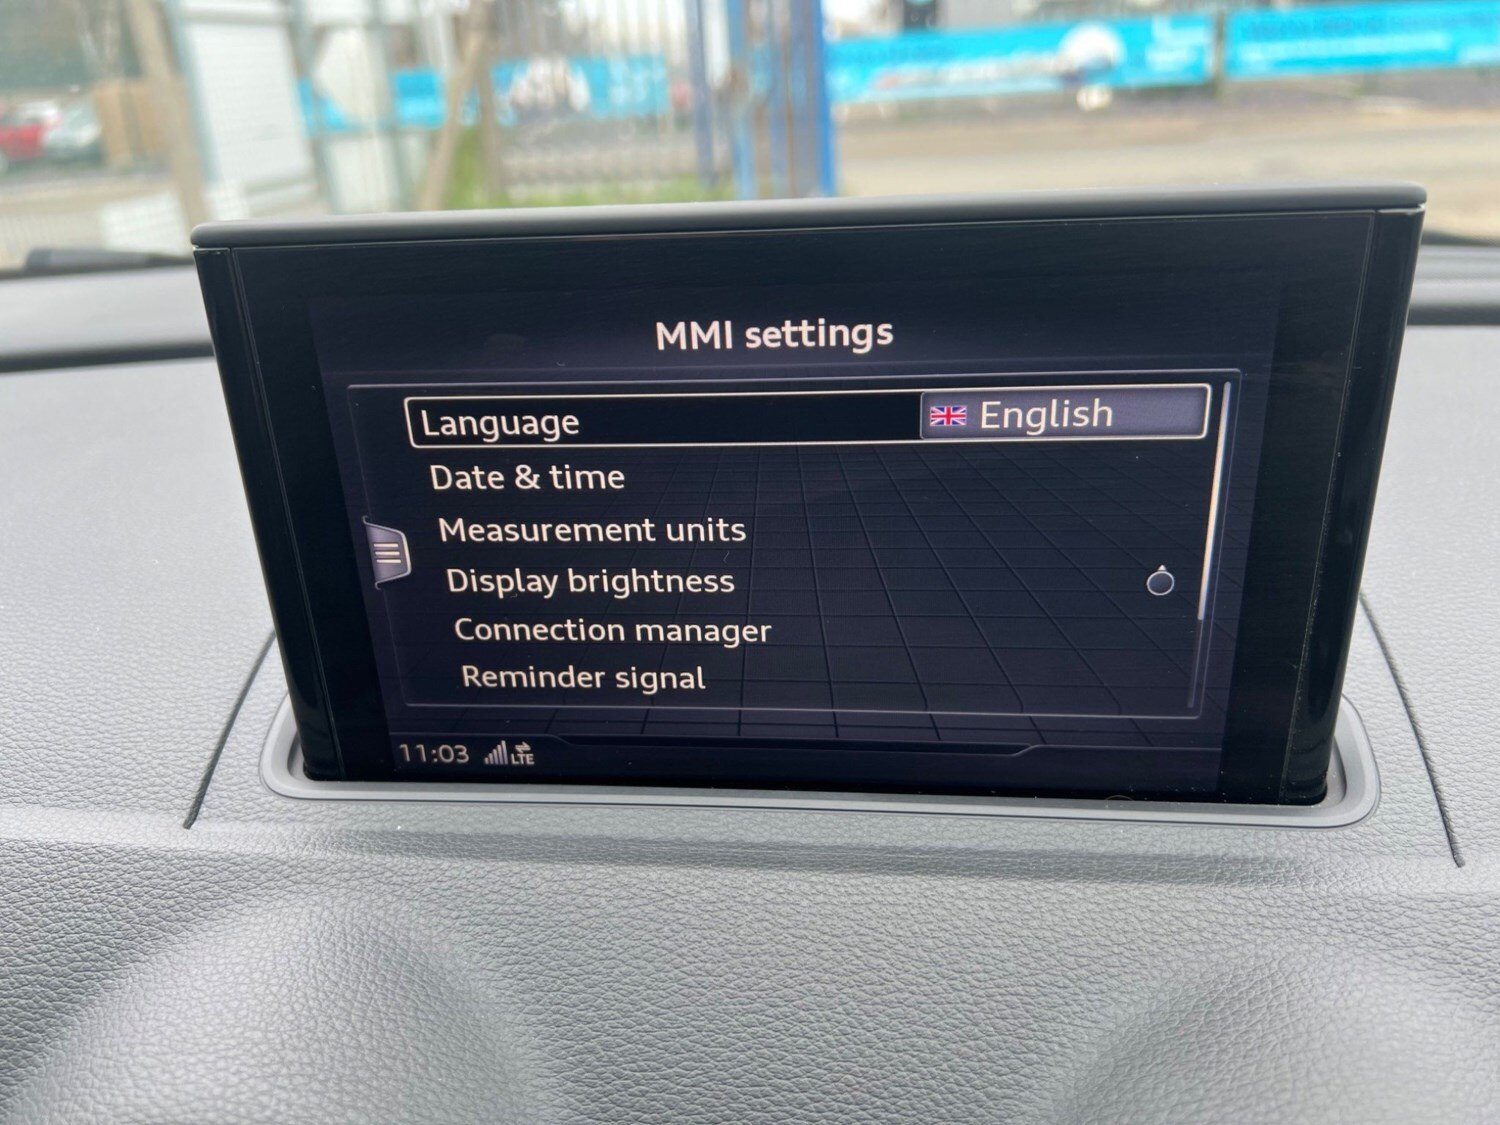 MMI settings
Language English
Date & time
Measurement units
Display brightness
Connection manager
Reminder signal
11:03 LTE